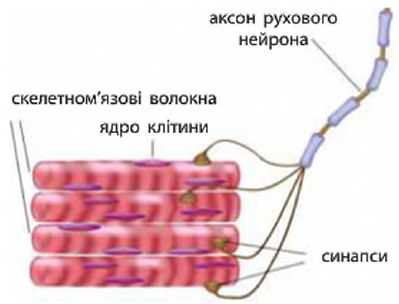 аксон рухового
нейрона
скелетном'язові волокна
ядро клітини
синапси